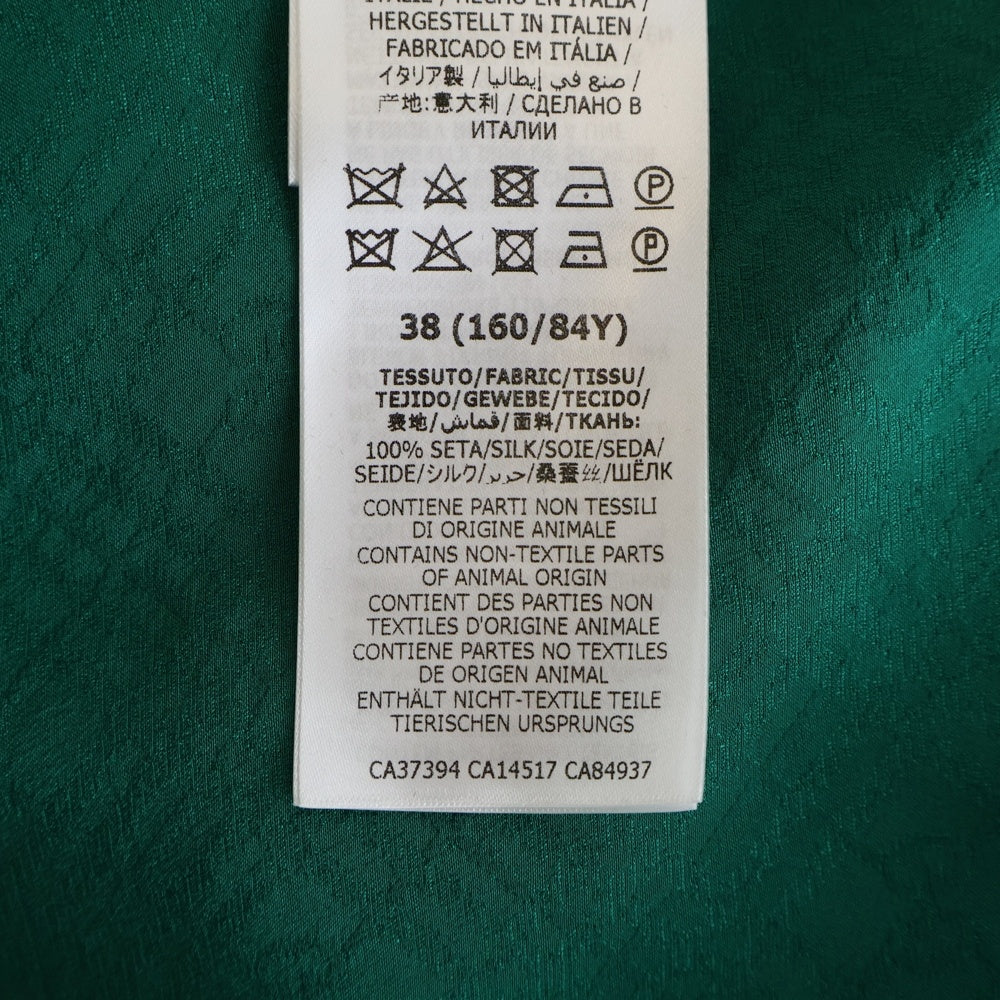 ITALIE / HECHO EN ITALIA /
HERGESTELLT IN ITALIEN /
FABRICADO EM ITÁLIA /
イタリア製 / صنع في إيطاليا /
产地:意大利 / СДЕЛАНО В
ИТАЛИИ
P
P
38 (160/84Y)
TESSUTO/FABRIC/TISSU/
TEJIDO/GEWEBE/TECIDO/
表地/قماش/面料/ТКАНЬ:
100% SETA/SILK/SOIE/SEDA/
SEIDE/シルク/حرير/桑蚕丝/ШЁЛК
CONTIENE PARTI NON TESSILI
DI ORIGINE ANIMALE
CONTAINS NON-TEXTILE PARTS
OF ANIMAL ORIGIN
CONTIENT DES PARTIES NON
TEXTILES D'ORIGINE ANIMALE
CONTIENE PARTES NO TEXTILES
DE ORIGEN ANIMAL
ENTHÄLT NICHT-TEXTILE TEILE
TIERISCHEN URSPRUNGS
CA37394 CA14517 CA84937